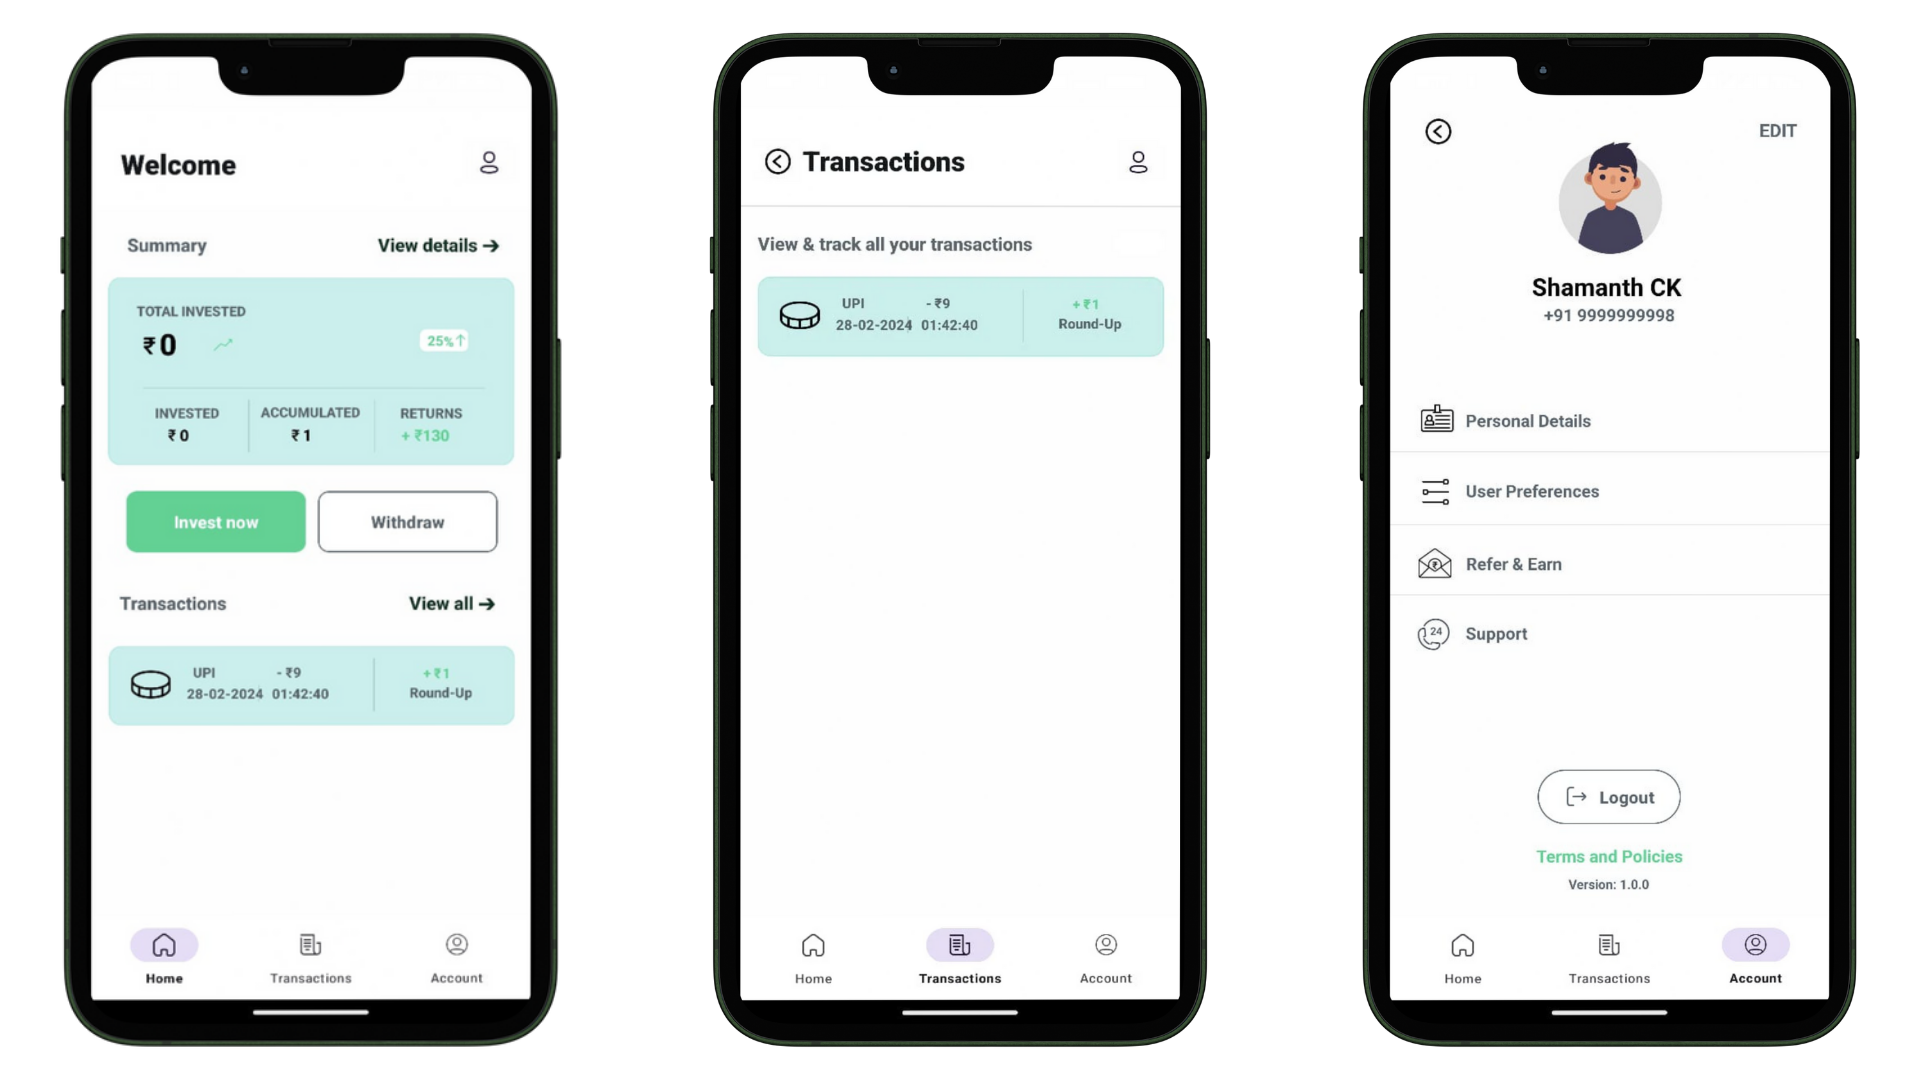 Welcome
Summary
View details →
TOTAL INVESTED
₹0
25%↑
INVESTED
₹0
ACCUMULATED
₹1
RETURNS
+ ₹130
Invest now
Withdraw
Transactions
View all →
UPI - ₹9
28-02-2024 01:42:40
+₹1
Round-Up
Home
Transactions
Account
Transactions
View & track all your transactions
UPI - ₹9
28-02-2024 01:42:40
+₹1
Round-Up
Home
Transactions
Account
EDIT
Shamanth CK
+91 9999999998
Personal Details
User Preferences
₹
Refer & Earn
24
Support
Logout
Terms and Policies
Version: 1.0.0
Home
Transactions
Account